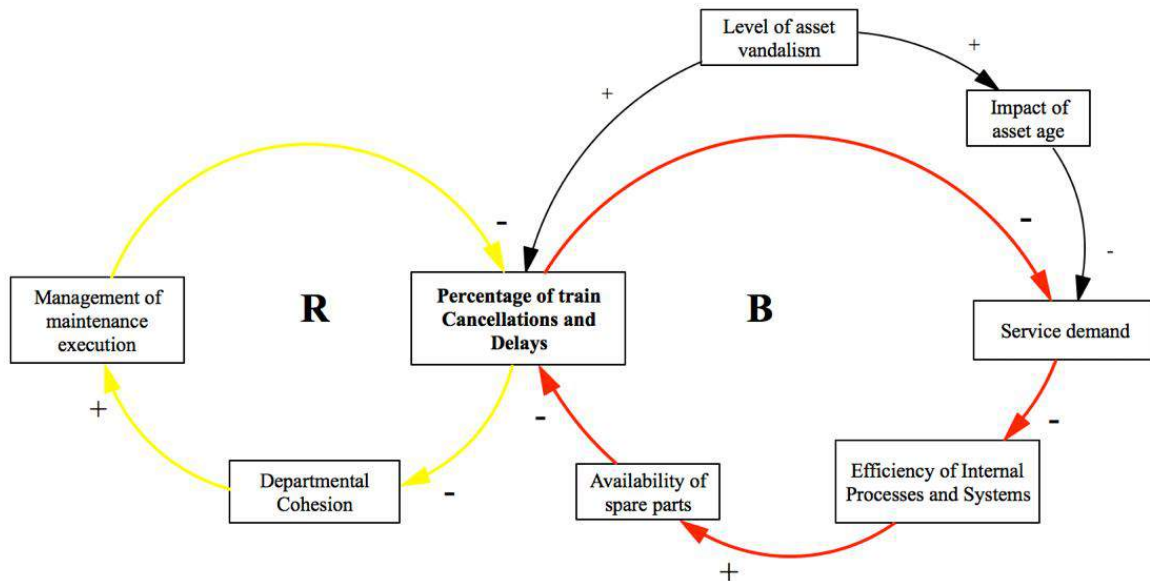 Level of asset
vandalism
+
+
Impact of
asset age
-
-
-
Management of
maintenance
execution
R
Percentage of train
Cancellations and
Delays
B
Service demand
+
-
-
Departmental
Cohesion
-
Availability of
spare parts
Efficiency of Internal
Processes and Systems
+